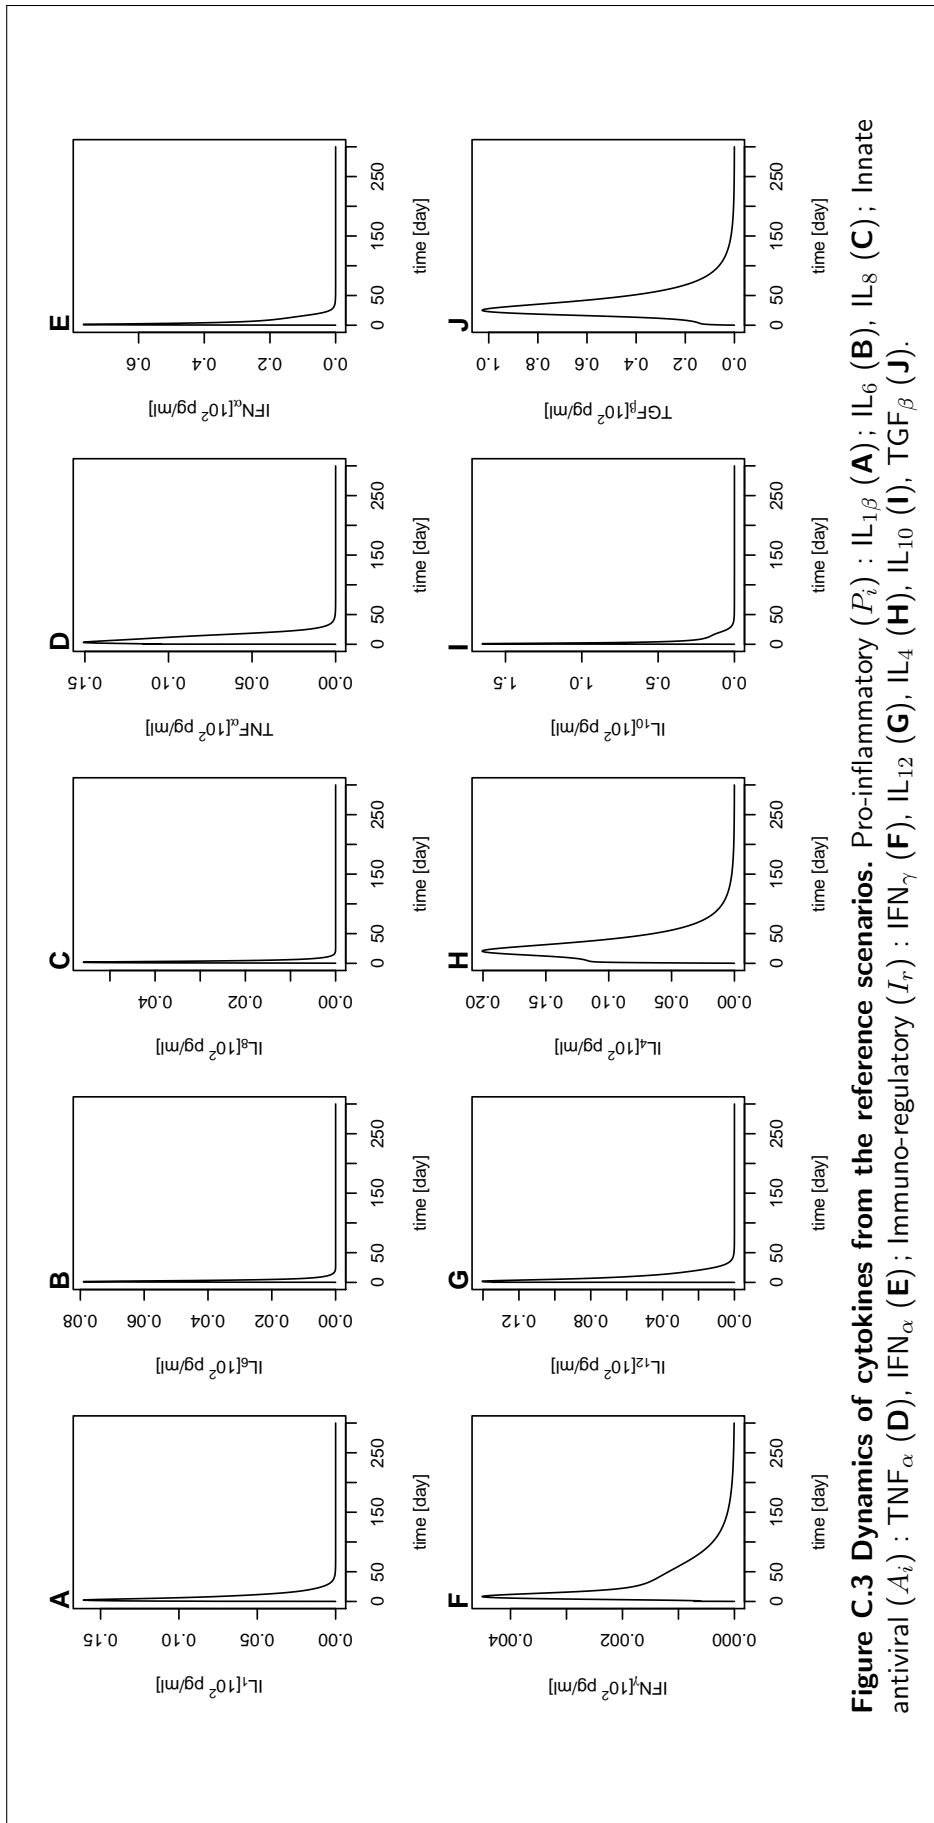 A
IL₁[10² pg/ml]
0.00 0.05 0.10 0.15
0 50 150 250
time [day]
B
IL₆[10² pg/ml]
0.00 0.02 0.04 0.06 0.08
0 50 150 250
time [day]
C
IL₈[10² pg/ml]
0.00 0.02 0.04
0 50 150 250
time [day]
D
TNFα[10² pg/ml]
0.00 0.05 0.10 0.15
0 50 150 250
time [day]
E
IFNα[10² pg/ml]
0.0 0.2 0.4 0.6
0 50 150 250
time [day]
F
IFNγ[10² pg/ml]
0.000 0.002 0.004
0 50 150 250
time [day]
G
IL₁₂[10² pg/ml]
0.00 0.04 0.08 0.12
0 50 150 250
time [day]
H
IL₄[10² pg/ml]
0.00 0.05 0.10 0.15 0.20
0 50 150 250
time [day]
I
IL₁₀[10² pg/ml]
0.0 0.5 1.0 1.5
0 50 150 250
time [day]
J
TGFβ[10² pg/ml]
0.0 0.2 0.4 0.6 0.8 1.0
0 50 150 250
time [day]
Figure C.3 Dynamics of cytokines from the reference scenarios. Pro-inflammatory (Pᵢ) : IL₁β (A) ; IL₆ (B), IL₈ (C) ; Innate
antiviral (Aᵢ) : TNFα (D), IFNα (E) ; Immuno-regulatory (Iᵣ) : IFNγ (F), IL₁₂ (G), IL₄ (H), IL₁₀ (I), TGFβ (J).